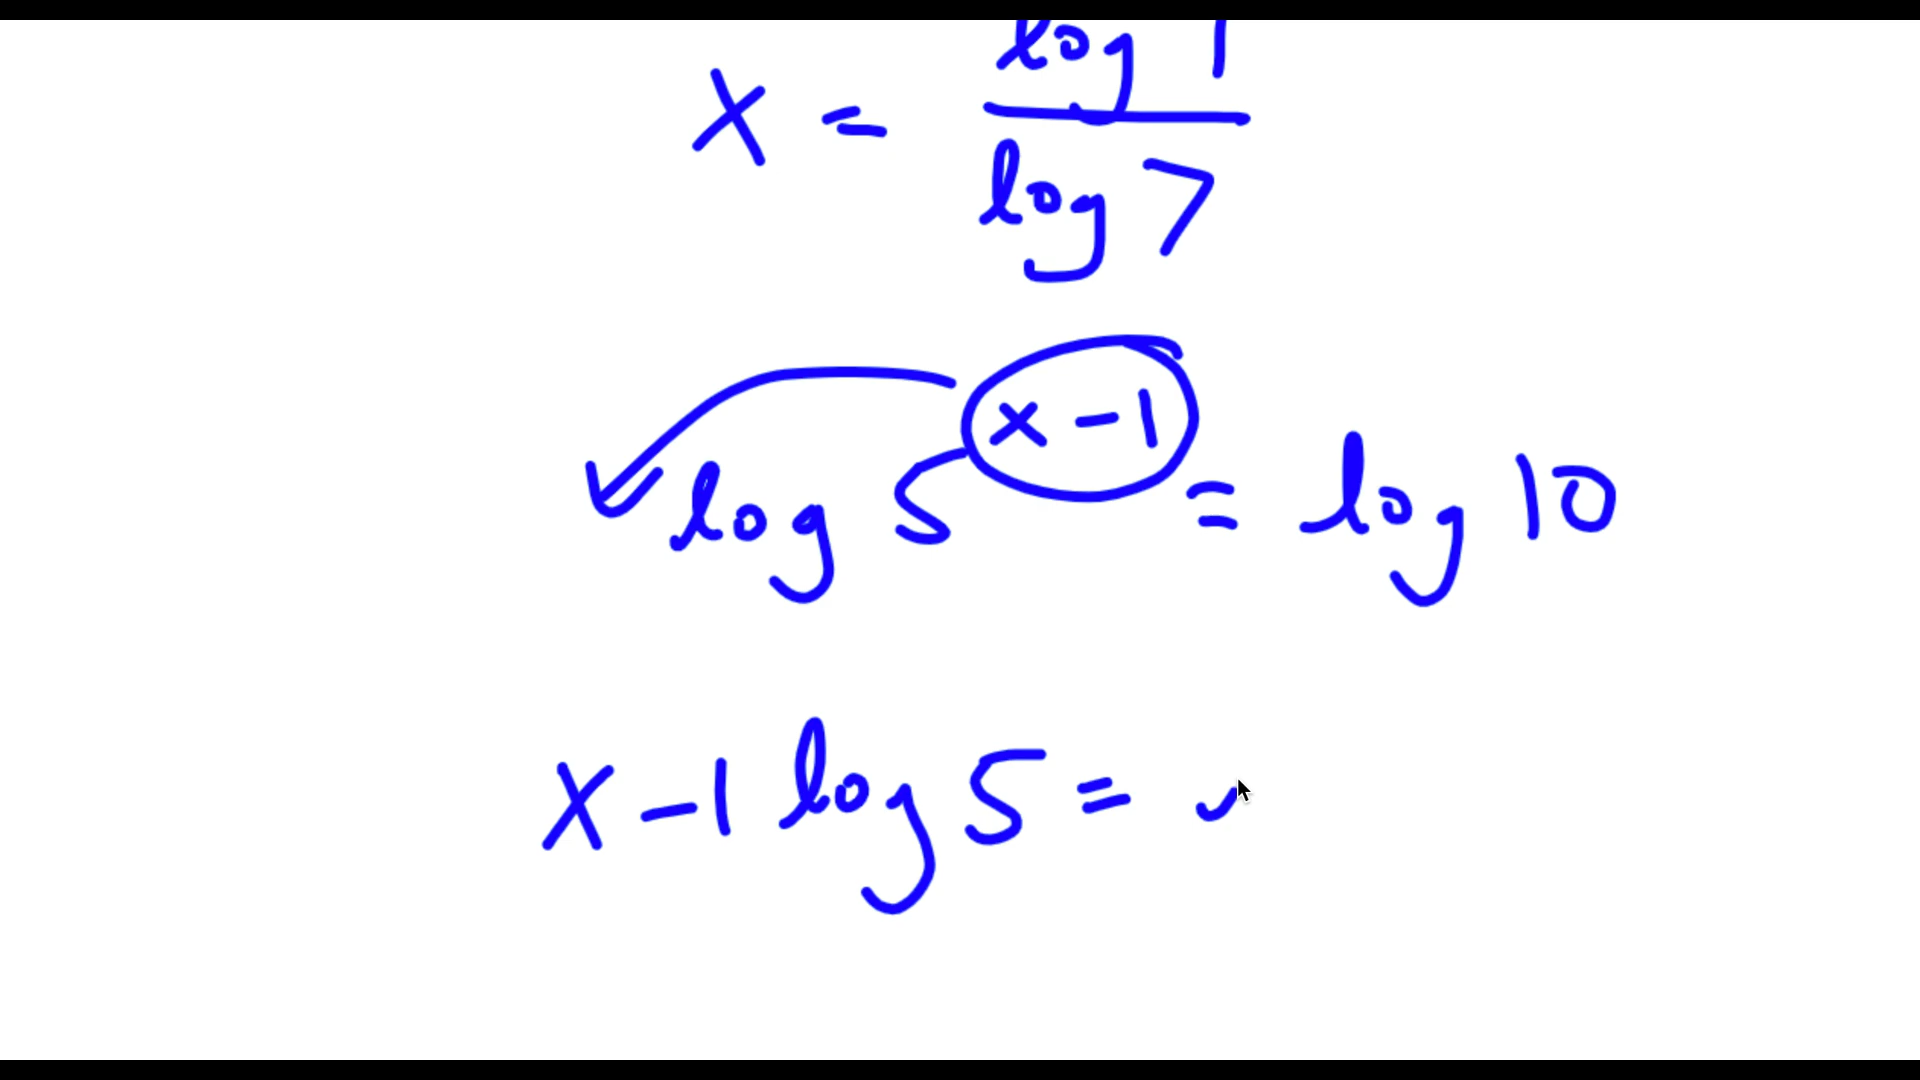 x = log 1 / log 7
log 5^(x-1) = log 10
x - 1 log 5 =